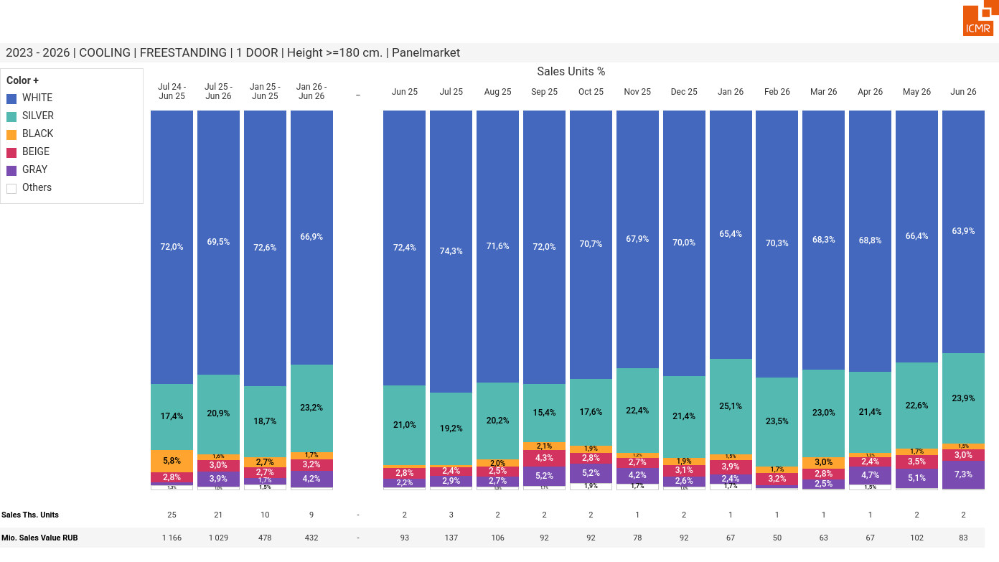 ICMR
2023 - 2026 | COOLING | FREESTANDING | 1 DOOR | Height >=180 cm. | Panelmarket
Sales Units %
Color +
WHITE
SILVER
BLACK
BEIGE
GRAY
Others
Jul 24 - Jul 25 - Jan 25 - Jan 26 -
Jun 25 Jun 26 Jun 25 Jun 26 – Jun 25 Jul 25 Aug 25 Sep 25 Oct 25 Nov 25 Dec 25 Jan 26 Feb 26 Mar 26 Apr 26 May 26 Jun 26
72,0% 69,5% 72,6% 66,9% 72,4% 74,3% 71,6% 72,0% 70,7% 67,9% 70,0% 65,4% 70,3% 68,3% 68,8% 66,4% 63,9%
17,4% 20,9% 18,7% 23,2% 21,0% 19,2% 20,2% 15,4% 17,6% 22,4% 21,4% 25,1% 23,5% 23,0% 21,4% 22,6% 23,9%
5,8% 1,6% 2,7% 1,7% 2,0% 2,1% 1,9% 1,2% 1,9% 1,5% 1,7% 3,0% 1,2% 1,7% 1,5%
2,8% 3,0% 2,7% 3,2% 2,8% 2,4% 2,5% 4,3% 2,8% 2,7% 3,1% 3,9% 3,2% 2,8% 2,4% 3,5% 3,0%
3,9% 1,7% 4,2% 2,2% 2,9% 2,7% 5,2% 5,2% 4,2% 2,6% 2,4% 2,5% 4,7% 5,1% 7,3%
1,3% 1,0% 1,5% 1,0% 1,1% 1,9% 1,7% 1,0% 1,7% 1,5%
Sales Ths. Units 25 21 10 9 - 2 3 2 2 2 1 2 1 1 1 1 2 2
Mio. Sales Value RUB 1 166 1 029 478 432 - 93 137 106 92 92 78 92 67 50 63 67 102 83